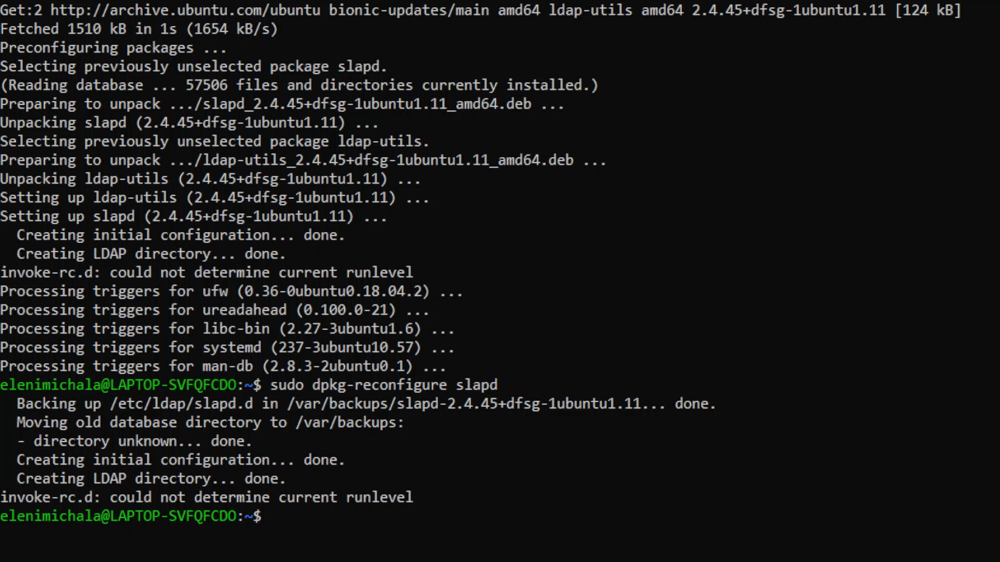 Get:2 http://archive.ubuntu.com/ubuntu bionic-updates/main amd64 ldap-utils amd64 2.4.45+dfsg-1ubuntu1.11 [124 kB]
Fetched 1510 kB in 1s (1654 kB/s)
Preconfiguring packages ...
Selecting previously unselected package slapd.
(Reading database ... 57506 files and directories currently installed.)
Preparing to unpack .../slapd_2.4.45+dfsg-1ubuntu1.11_amd64.deb ...
Unpacking slapd (2.4.45+dfsg-1ubuntu1.11) ...
Selecting previously unselected package ldap-utils.
Preparing to unpack .../ldap-utils_2.4.45+dfsg-1ubuntu1.11_amd64.deb ...
Unpacking ldap-utils (2.4.45+dfsg-1ubuntu1.11) ...
Setting up ldap-utils (2.4.45+dfsg-1ubuntu1.11) ...
Setting up slapd (2.4.45+dfsg-1ubuntu1.11) ...
  Creating initial configuration... done.
  Creating LDAP directory... done.
invoke-rc.d: could not determine current runlevel
Processing triggers for ufw (0.36-0ubuntu0.18.04.2) ...
Processing triggers for ureadahead (0.100.0-21) ...
Processing triggers for libc-bin (2.27-3ubuntu1.6) ...
Processing triggers for systemd (237-3ubuntu10.57) ...
Processing triggers for man-db (2.8.3-2ubuntu0.1) ...
elenimichala@LAPTOP-SVFQFCDO:~$ sudo dpkg-reconfigure slapd
  Backing up /etc/ldap/slapd.d in /var/backups/slapd-2.4.45+dfsg-1ubuntu1.11... done.
  Moving old database directory to /var/backups:
  - directory unknown... done.
  Creating initial configuration... done.
  Creating LDAP directory... done.
invoke-rc.d: could not determine current runlevel
elenimichala@LAPTOP-SVFQFCDO:~$